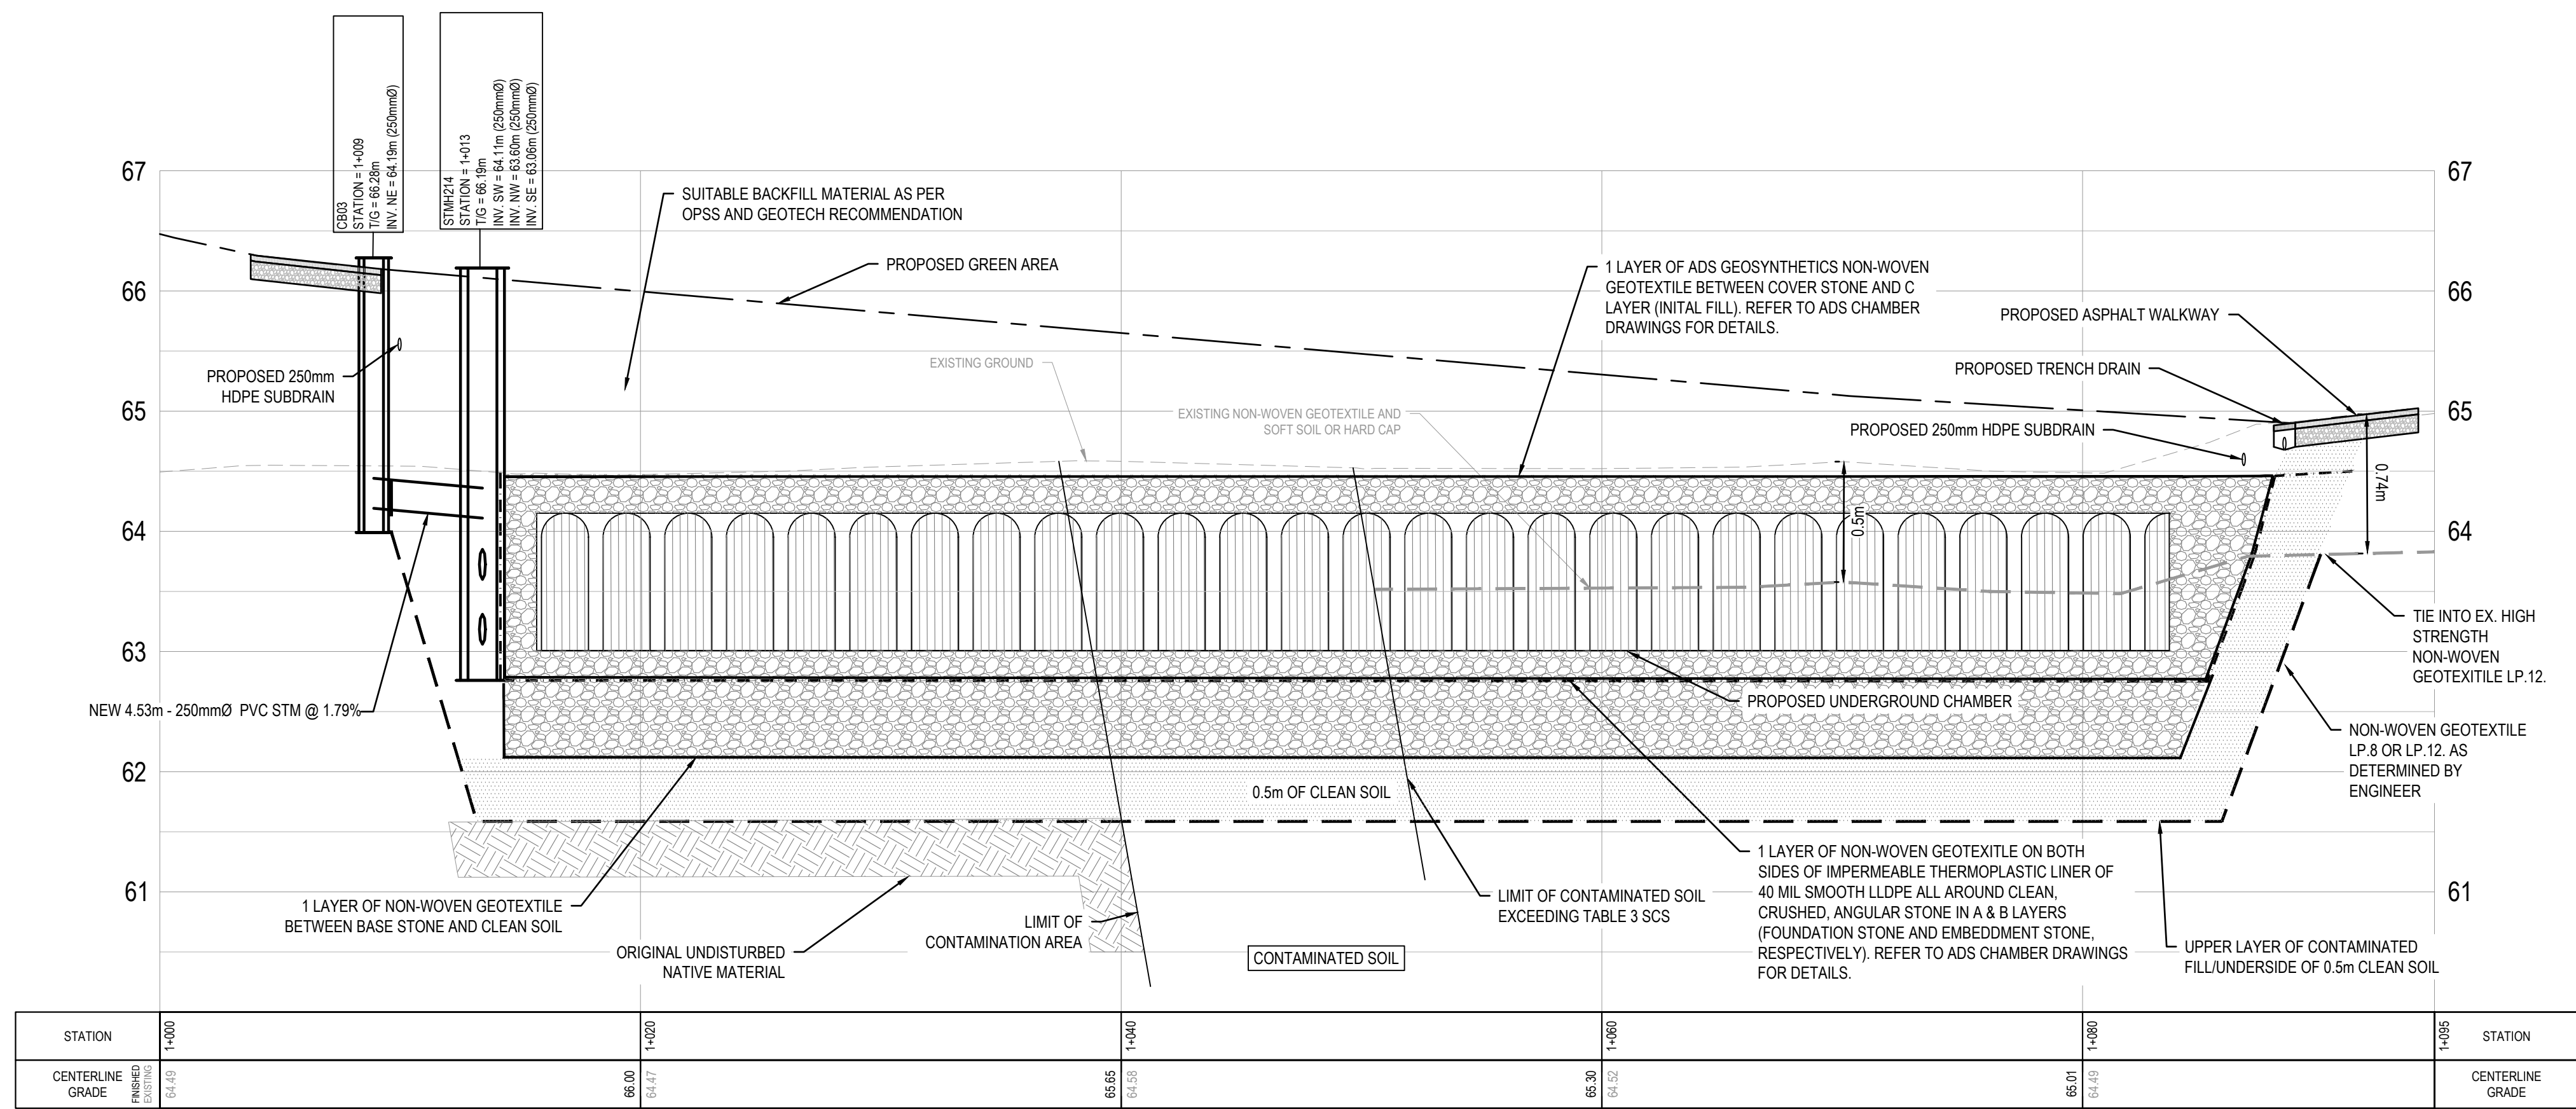 CB03
STATION = 1+009
T/G = 66.28m
INV. NE = 64.19m (250mmØ)
STMH214
STATION = 1+013
T/G = 66.19m
INV. SW = 64.11m (250mmØ)
INV. NW = 63.60m (250mmØ)
INV. SE = 63.06m (250mmØ)
67
66
65
64
63
62
61
67
66
65
64
61
SUITABLE BACKFILL MATERIAL AS PER
OPSS AND GEOTECH RECOMMENDATION
PROPOSED GREEN AREA
1 LAYER OF ADS GEOSYNTHETICS NON-WOVEN
GEOTEXTILE BETWEEN COVER STONE AND C
LAYER (INITAL FILL). REFER TO ADS CHAMBER
DRAWINGS FOR DETAILS.
PROPOSED ASPHALT WALKWAY
PROPOSED TRENCH DRAIN
PROPOSED 250mm HDPE SUBDRAIN
PROPOSED 250mm
HDPE SUBDRAIN
EXISTING GROUND
EXISTING NON-WOVEN GEOTEXTILE AND
SOFT SOIL OR HARD CAP
0.5m
0.74m
TIE INTO EX. HIGH
STRENGTH
NON-WOVEN
GEOTEXITILE LP.12.
NEW 4.53m - 250mmØ PVC STM @ 1.79%
PROPOSED UNDERGROUND CHAMBER
NON-WOVEN GEOTEXTILE
LP.8 OR LP.12. AS
DETERMINED BY
ENGINEER
0.5m OF CLEAN SOIL
1 LAYER OF NON-WOVEN GEOTEXTILE
BETWEEN BASE STONE AND CLEAN SOIL
ORIGINAL UNDISTURBED
NATIVE MATERIAL
LIMIT OF
CONTAMINATION AREA
CONTAMINATED SOIL
LIMIT OF CONTAMINATED SOIL
EXCEEDING TABLE 3 SCS
1 LAYER OF NON-WOVEN GEOTEXITLE ON BOTH
SIDES OF IMPERMEABLE THERMOPLASTIC LINER OF
40 MIL SMOOTH LLDPE ALL AROUND CLEAN,
CRUSHED, ANGULAR STONE IN A & B LAYERS
(FOUNDATION STONE AND EMBEDDMENT STONE,
RESPECTIVELY). REFER TO ADS CHAMBER DRAWINGS
FOR DETAILS.
UPPER LAYER OF CONTAMINATED
FILL/UNDERSIDE OF 0.5m CLEAN SOIL
STATION
1+000
1+020
1+040
1+060
1+080
1+095
STATION
CENTERLINE
GRADE
FINISHED
EXISTING
64.49
66.00
64.47
65.65
64.58
65.30
64.52
65.01
64.49
CENTERLINE
GRADE